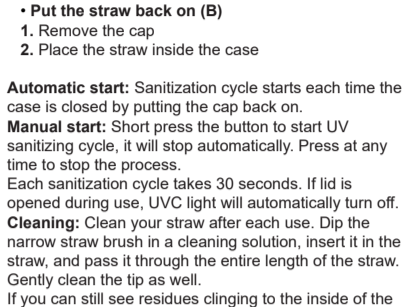 • Put the straw back on (B)
1. Remove the cap
2. Place the straw inside the case
Automatic start: Sanitization cycle starts each time the
case is closed by putting the cap back on.
Manual start: Short press the button to start UV
sanitizing cycle, it will stop automatically. Press at any
time to stop the process.
Each sanitization cycle takes 30 seconds. If lid is
opened during use, UVC light will automatically turn off.
Cleaning: Clean your straw after each use. Dip the
narrow straw brush in a cleaning solution, insert it in the
straw, and pass it through the entire length of the straw.
Gently clean the tip as well.
If you can still see residues clinging to the inside of the